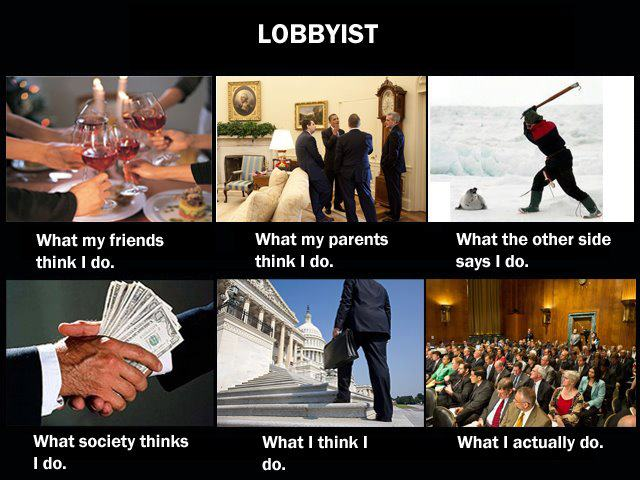 LOBBYIST
What my friends
think I do.
What my parents
think I do.
What the other side
says I do.
What society thinks
I do.
What I think I
do.
What I actually do.